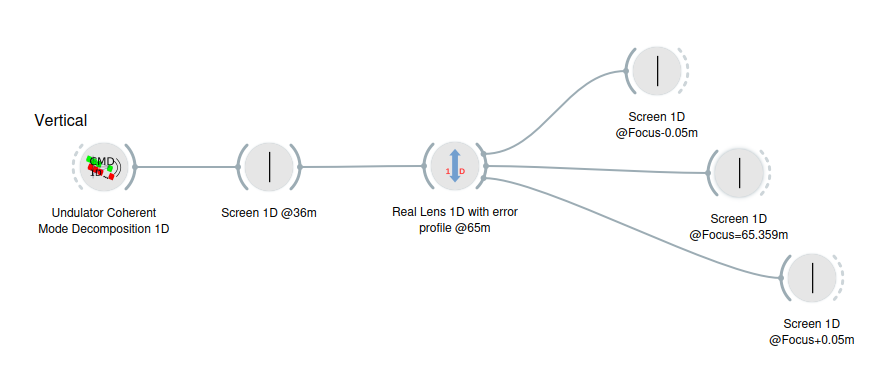 Vertical
CMD
1D
Undulator Coherent
Mode Decomposition 1D
Screen 1D @36m
1 D
Real Lens 1D with error
profile @65m
Screen 1D
@Focus-0.05m
Screen 1D
@Focus=65.359m
Screen 1D
@Focus+0.05m